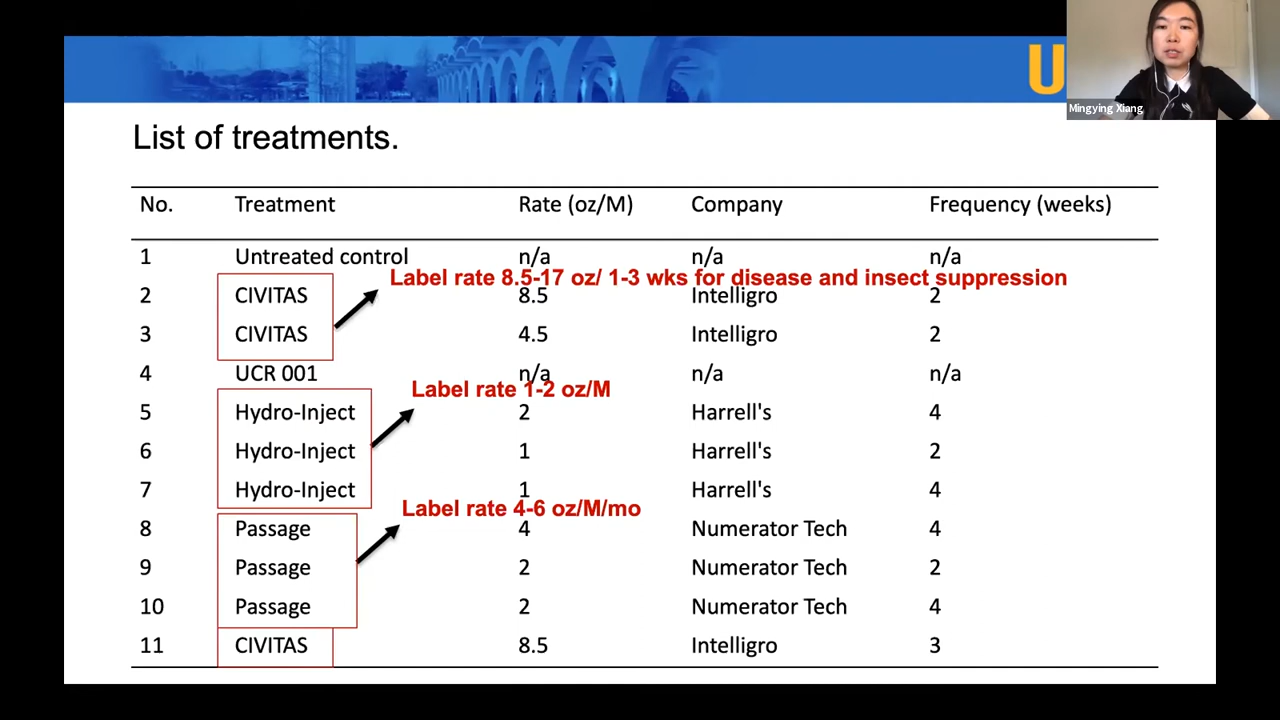 U
Mingying Xiang
List of treatments.
No. Treatment Rate (oz/M) Company Frequency (weeks)
1 Untreated control n/a n/a n/a
Label rate 8.5-17 oz/ 1-3 wks for disease and insect suppression
2 CIVITAS 8.5 Intelligro 2
3 CIVITAS 4.5 Intelligro 2
4 UCR 001 n/a n/a n/a
Label rate 1-2 oz/M
5 Hydro-Inject 2 Harrell's 4
6 Hydro-Inject 1 Harrell's 2
7 Hydro-Inject 1 Harrell's 4
Label rate 4-6 oz/M/mo
8 Passage 4 Numerator Tech 4
9 Passage 2 Numerator Tech 2
10 Passage 2 Numerator Tech 4
11 CIVITAS 8.5 Intelligro 3